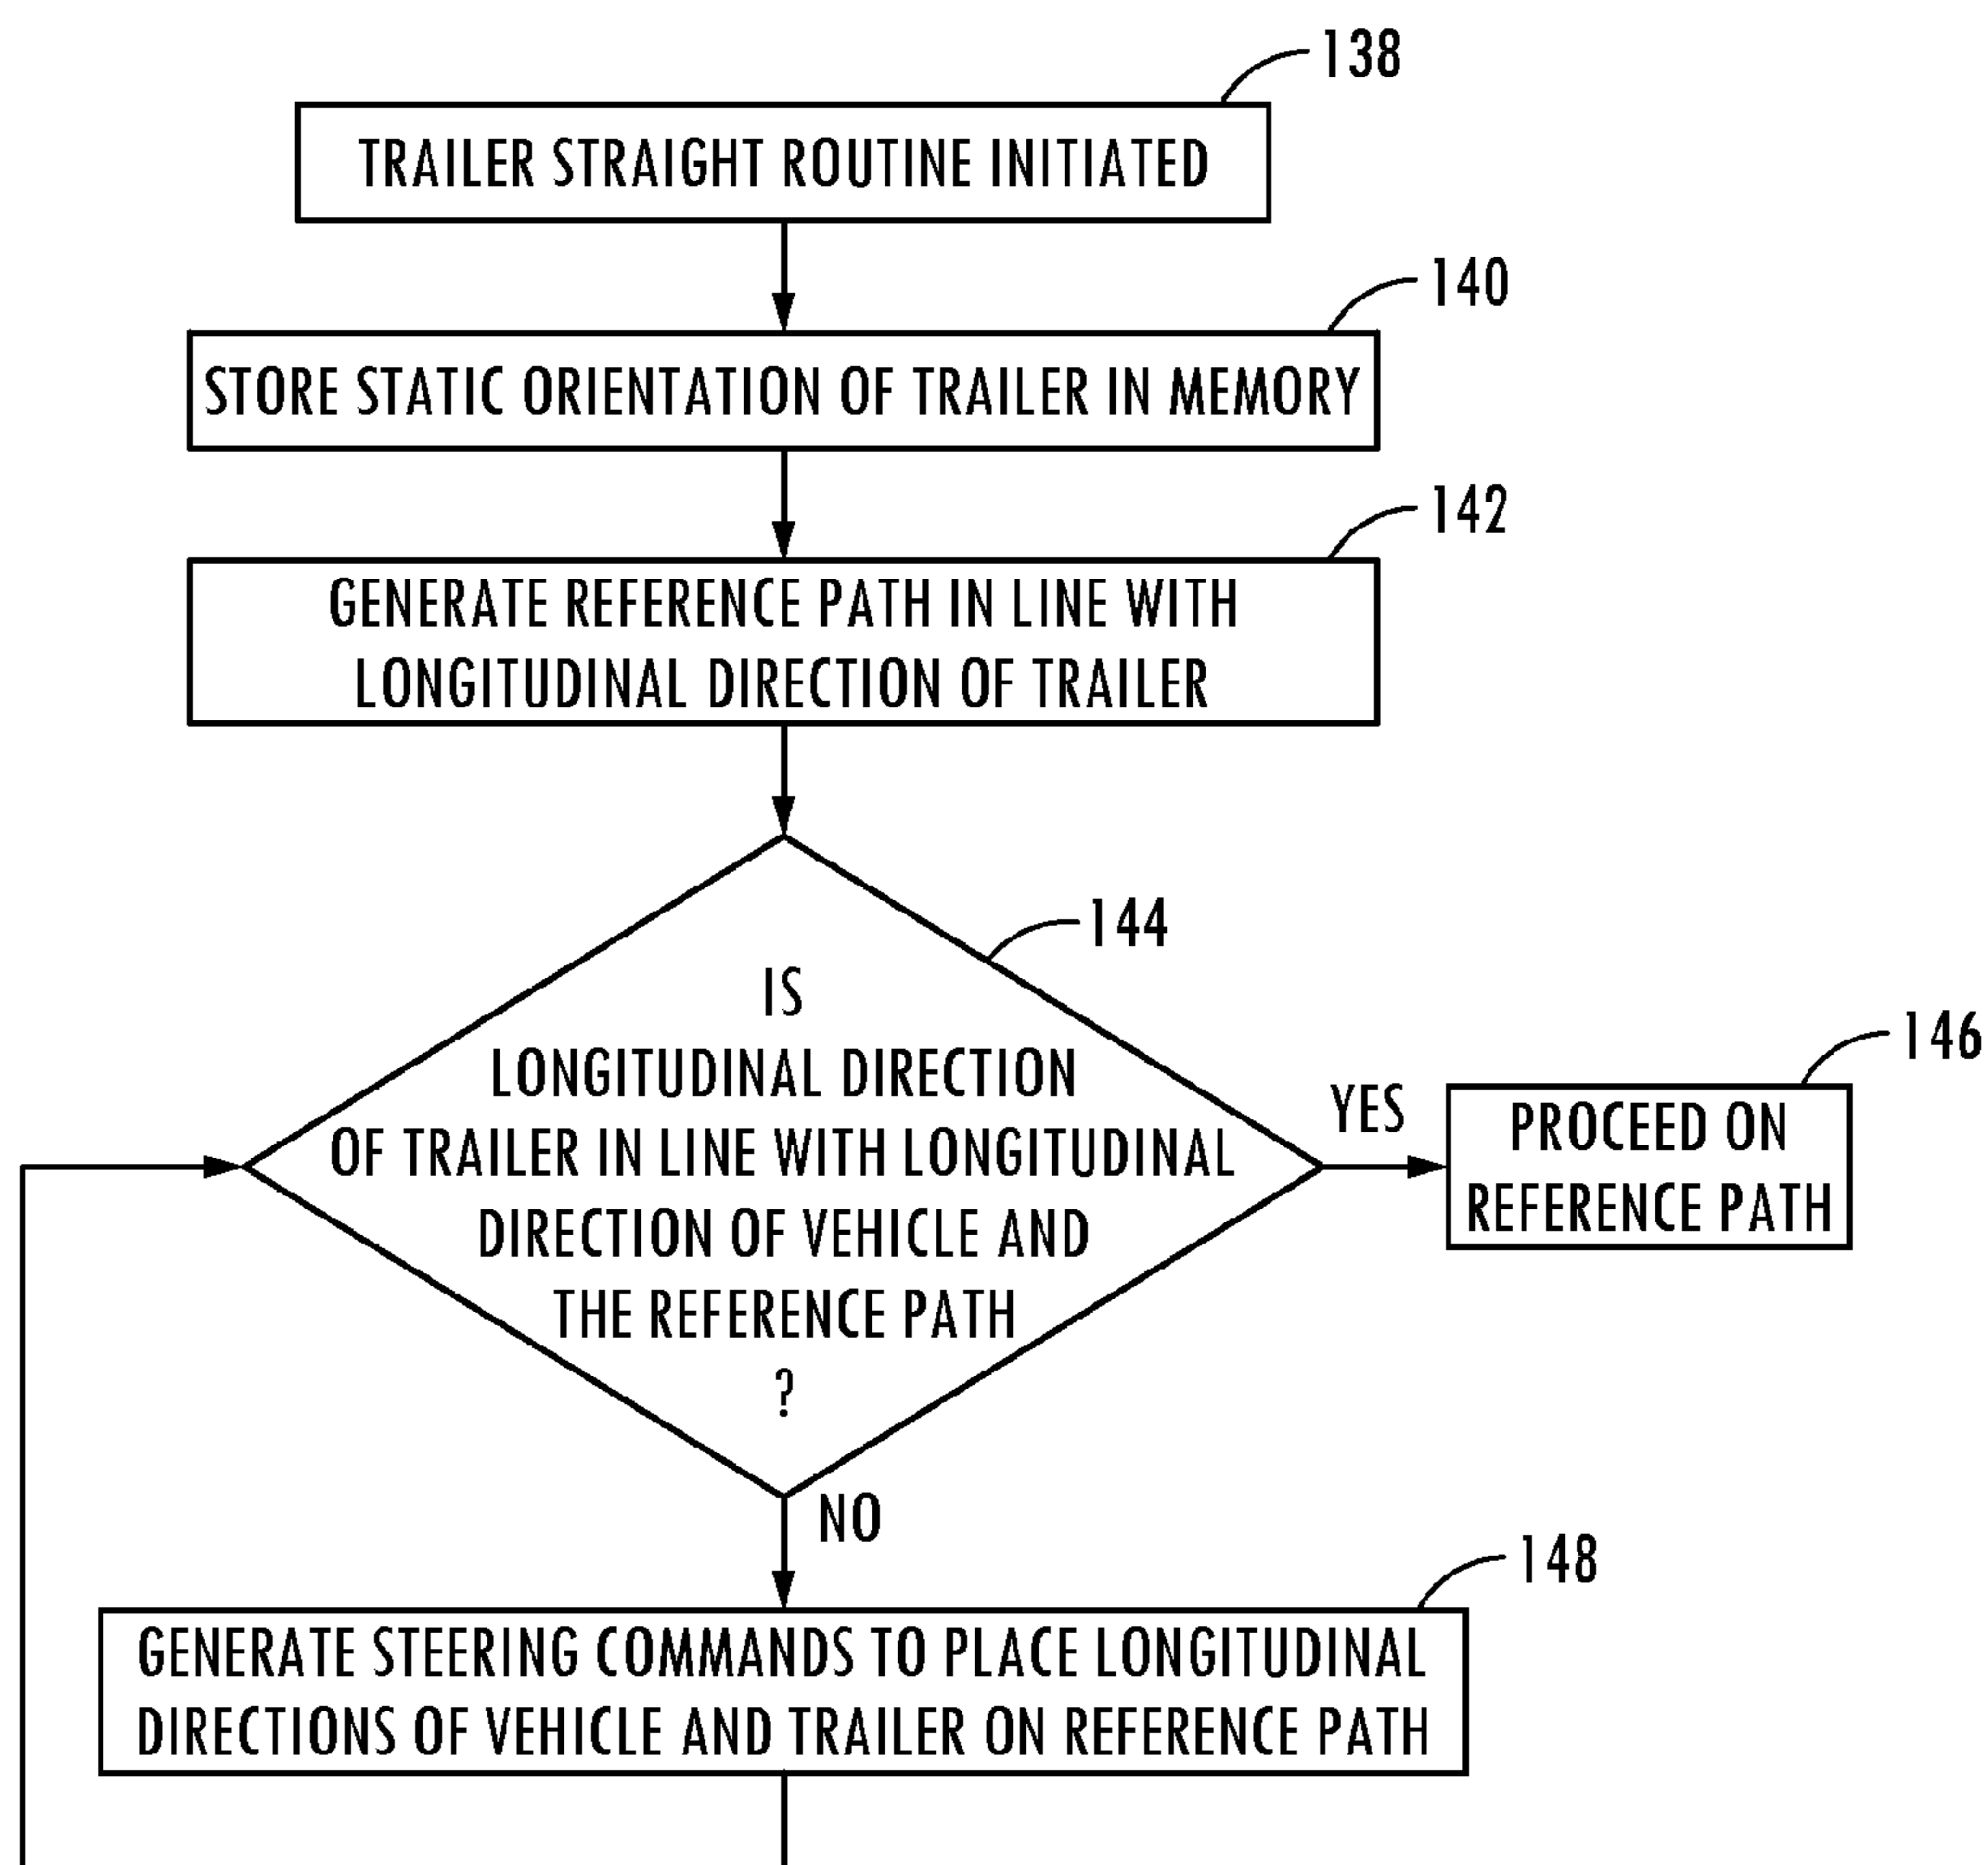 138
TRAILER STRAIGHT ROUTINE INITIATED
140
STORE STATIC ORIENTATION OF TRAILER IN MEMORY
142
GENERATE REFERENCE PATH IN LINE WITH
LONGITUDINAL DIRECTION OF TRAILER
144
IS
LONGITUDINAL DIRECTION
OF TRAILER IN LINE WITH LONGITUDINAL
DIRECTION OF VEHICLE AND
THE REFERENCE PATH
?
YES
146
PROCEED ON
REFERENCE PATH
NO
148
GENERATE STEERING COMMANDS TO PLACE LONGITUDINAL
DIRECTIONS OF VEHICLE AND TRAILER ON REFERENCE PATH